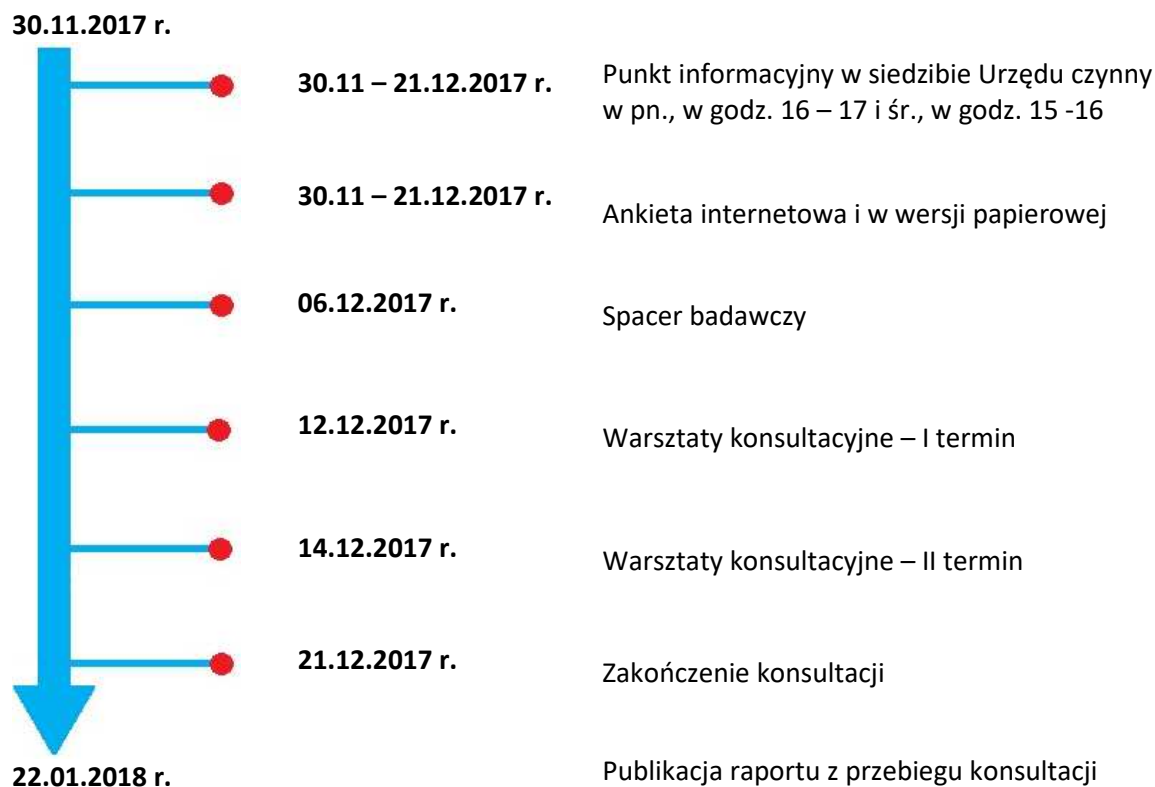 30.11.2017 r.
30.11 – 21.12.2017 r.
Punkt informacyjny w siedzibie Urzędu czynny
w pn., w godz. 16 – 17 i śr., w godz. 15 -16
30.11 – 21.12.2017 r.
Ankieta internetowa i w wersji papierowej
06.12.2017 r.
Spacer badawczy
12.12.2017 r.
Warsztaty konsultacyjne – I termin
14.12.2017 r.
Warsztaty konsultacyjne – II termin
21.12.2017 r.
Zakończenie konsultacji
22.01.2018 r.
Publikacja raportu z przebiegu konsultacji